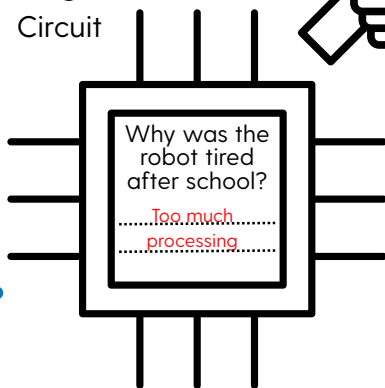 Circuit
Why was the
robot tired
after school?
Too much
processing